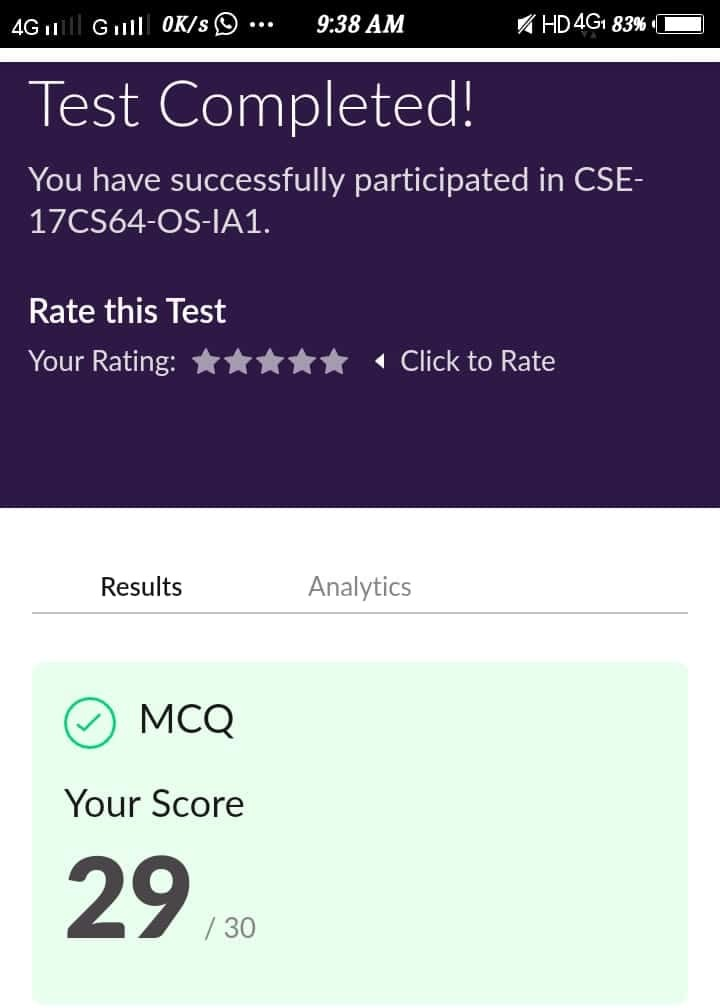 4G G 0K/s ... 9:38 AM HD 4G1 83%
Test Completed!
You have successfully participated in CSE-
17CS64-OS-IA1.
Rate this Test
Your Rating: Click to Rate
Results Analytics
MCQ
Your Score
29 / 30